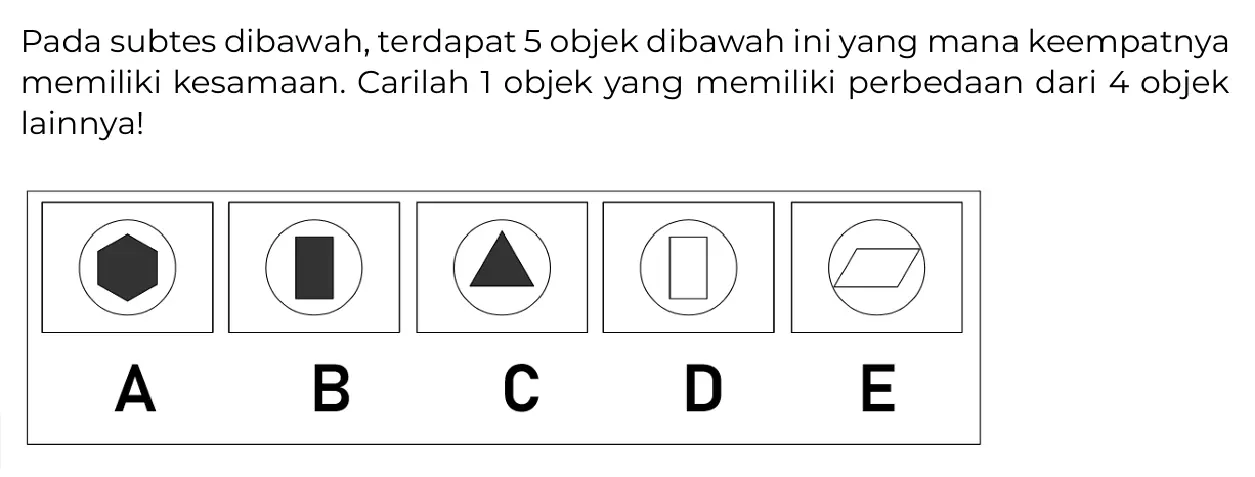 Pada subtes dibawah, terdapat 5 objek dibawah ini yang mana keempatnya
memiliki kesamaan. Carilah 1 objek yang memiliki perbedaan dari 4 objek
lainnya!
A B C D E